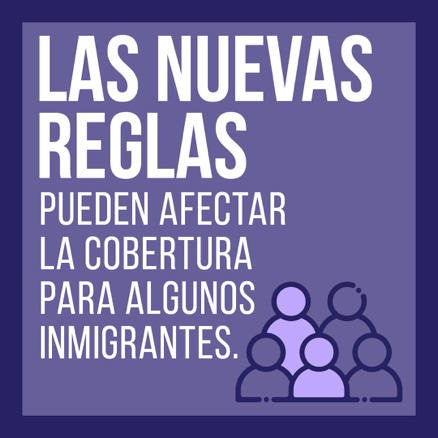 LAS NUEVAS
REGLAS
PUEDEN AFECTAR
LA COBERTURA
PARA ALGUNOS
INMIGRANTES.